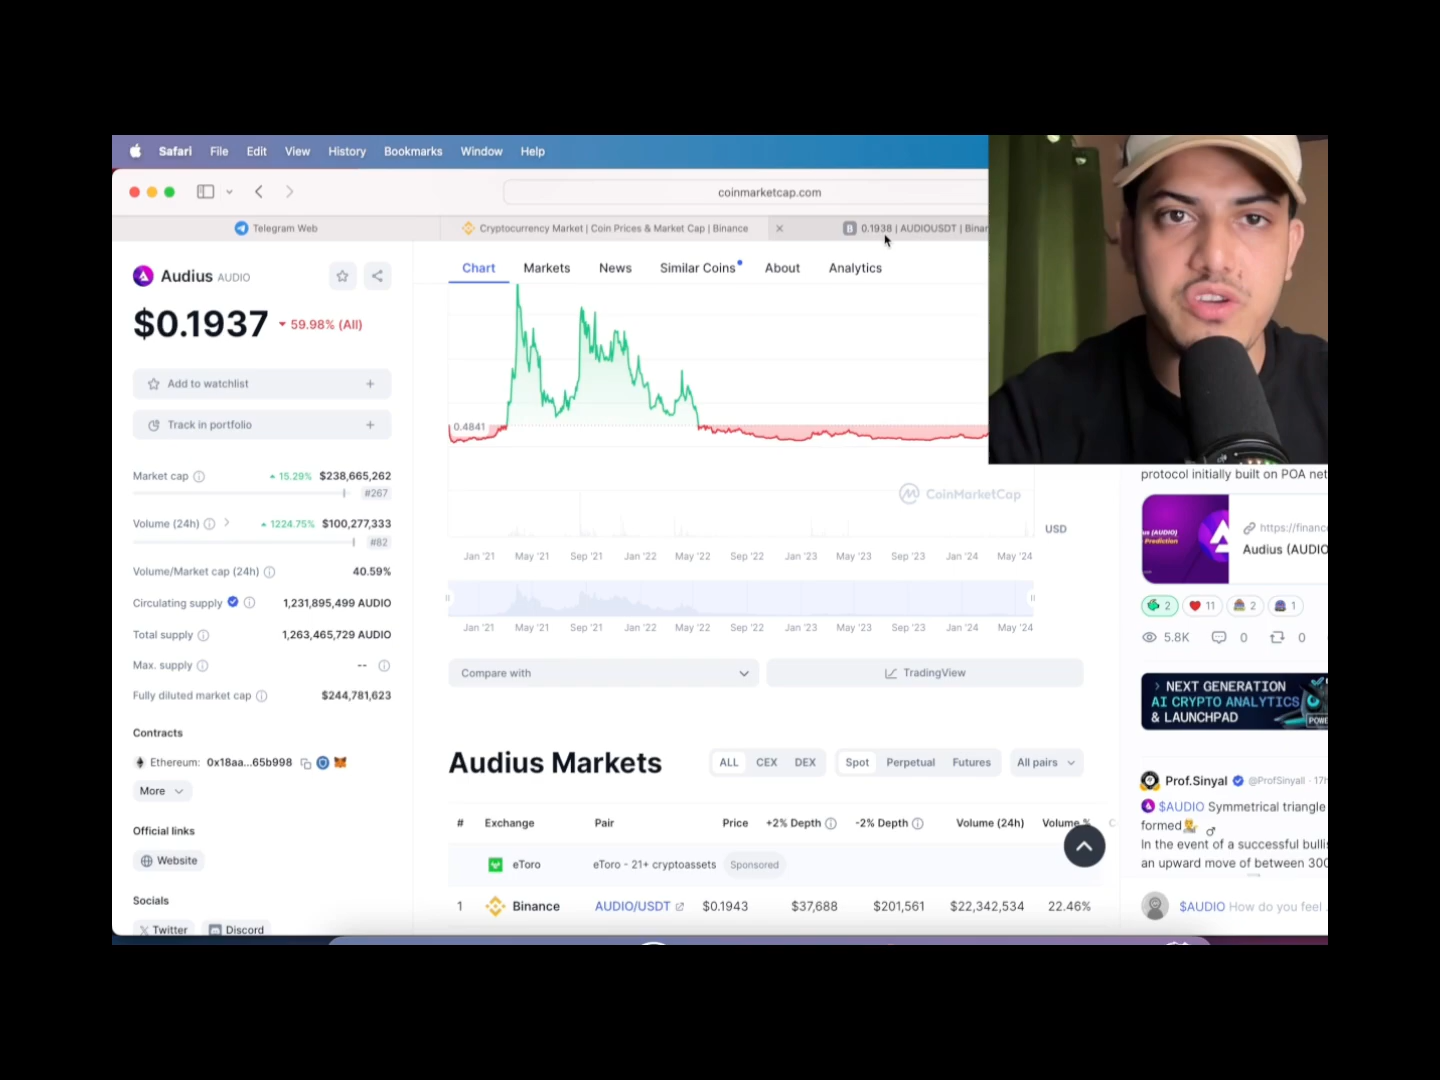 Safari File Edit View History Bookmarks Window Help
coinmarketcap.com
Telegram Web
Cryptocurrency Market | Coin Prices & Market Cap | Binance
0.1938 | AUDIOUSDT |
Audius AUDIO
$0.1937 59.98% (All)
Add to watchlist +
Track in portfolio +
Market cap 15.29% $238,665,262
#267
Volume (24h) 1224.75% $100,277,333
#82
Volume/Market cap (24h) 40.59%
Circulating supply 1,231,895,499 AUDIO
Total supply 1,263,465,729 AUDIO
Max. supply --
Fully diluted market cap $244,781,623
Contracts
Ethereum: 0x18aa...65b998
More
Official links
Website
Socials
Twitter Discord
Chart Markets News Similar Coins About Analytics
0.4841
CoinMarketCap
USD
Jan '21 May '21 Sep '21 Jan '22 May '22 Sep '22 Jan '23 May '23 Sep '23 Jan '24 May '24
Jan '21 May '21 Sep '21 Jan '22 May '22 Sep '22 Jan '23 May '23 Sep '23 Jan '24 May '24
Compare with
TradingView
Audius Markets
ALL CEX DEX
Spot Perpetual Futures
All pairs
# Exchange Pair Price +2% Depth -2% Depth Volume (24h) Volume %
eToro eToro - 21+ cryptoassets Sponsored
1 Binance AUDIO/USDT $0.1943 $37,688 $201,561 $22,342,534 22.46%
protocol initially built on POA
https://
Audius
2 11 2 1
5.8K 0 0
> NEXT GENERATION
AI CRYPTO ANALYTICS
& LAUNCHPAD
Prof.Sinyal @ProfSinyall · 17h
$AUDIO Symmetrical triangle
formed
In the event of a successful
an upward move of between
$AUDIO How do you feel